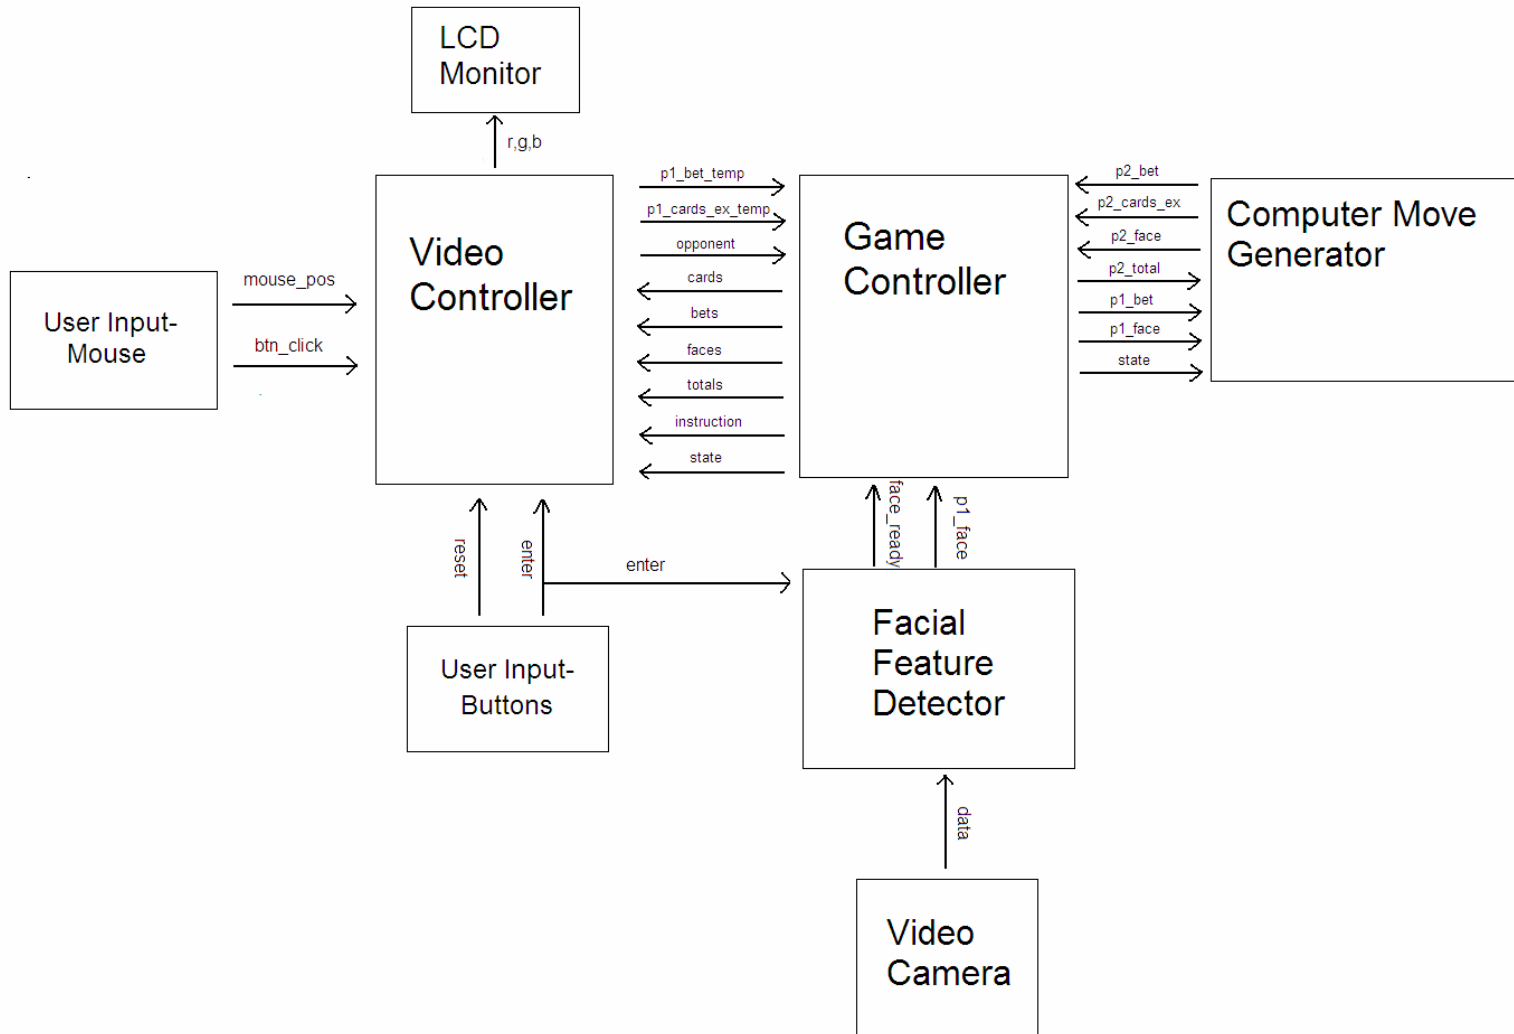 LCD
Monitor
r,g,b
p1_bet_temp
p1_cards_ex_temp
opponent
cards
bets
faces
totals
instruction
state
Video
Controller
Game
Controller
p2_bet
p2_cards_ex
p2_face
p2_total
p1_bet
p1_face
state
Computer Move
Generator
User Input-
Mouse
mouse_pos
btn_click
reset
enter
enter
face_ready
p1_face
User Input-
Buttons
Facial
Feature
Detector
data
Video
Camera